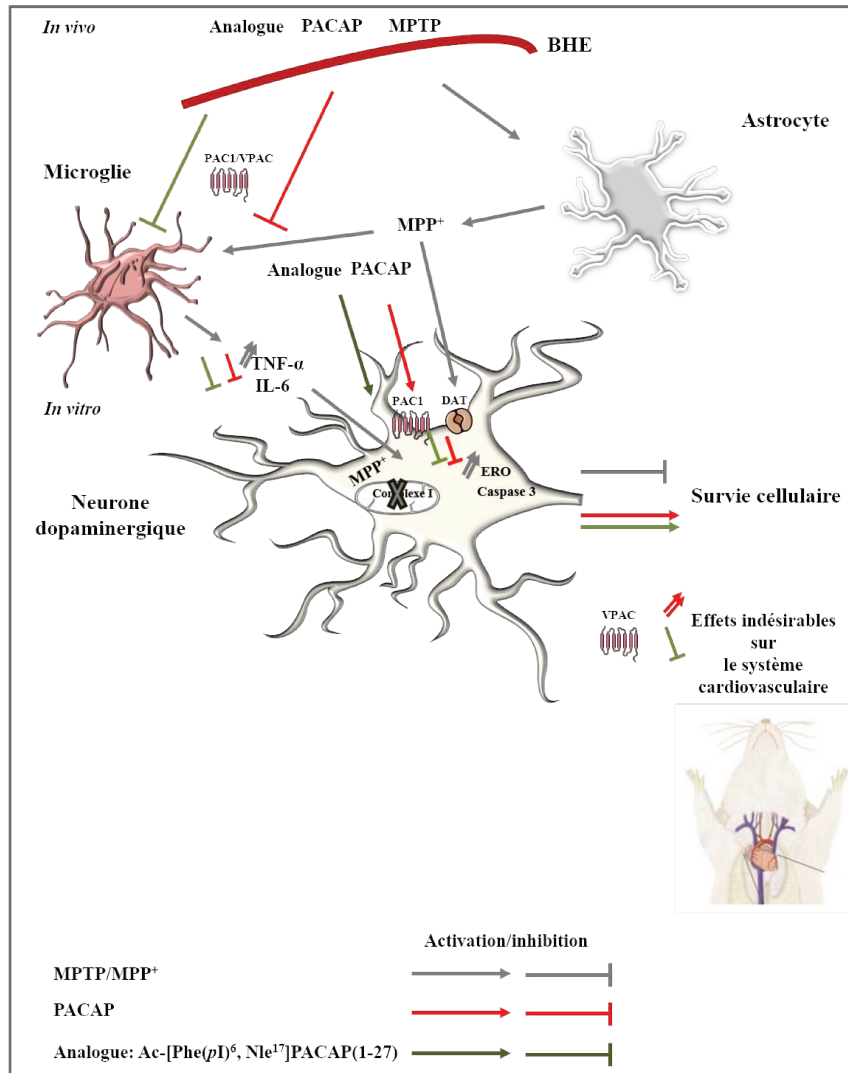 In vivo
Analogue PACAP MPTP
BHE
Astrocyte
PAC1/VPAC
Microglie
MPP⁺
Analogue PACAP
TNF-α
IL-6
In vitro
PAC1 DAT
MPP⁺
Complexe I
ERO
Caspase 3
Neurone
dopaminergique
Survie cellulaire
VPAC
Effets indésirables
sur
le système
cardiovasculaire
Activation/inhibition
MPTP/MPP⁺
PACAP
Analogue: Ac-[Phe(pI)⁶, Nle¹⁷]PACAP(1-27)